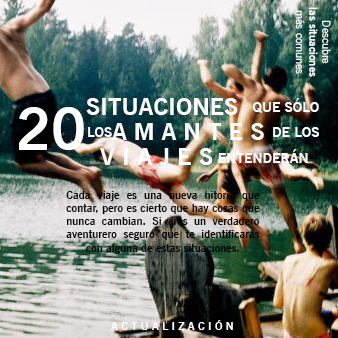 Descubre
las situaciones
más comunes
20 SITUACIONES QUE SÓLO
LOS AMANTES DE LOS
VIAJES ENTENDERÁN
Cada viaje es una nueva hitoria que
contar, pero es cierto que hay cosas que
nunca cambian. Si eres un verdadero
aventurero seguro que te identificarás
con alguna de estas situaciones.
ACTUALIZACIÓN